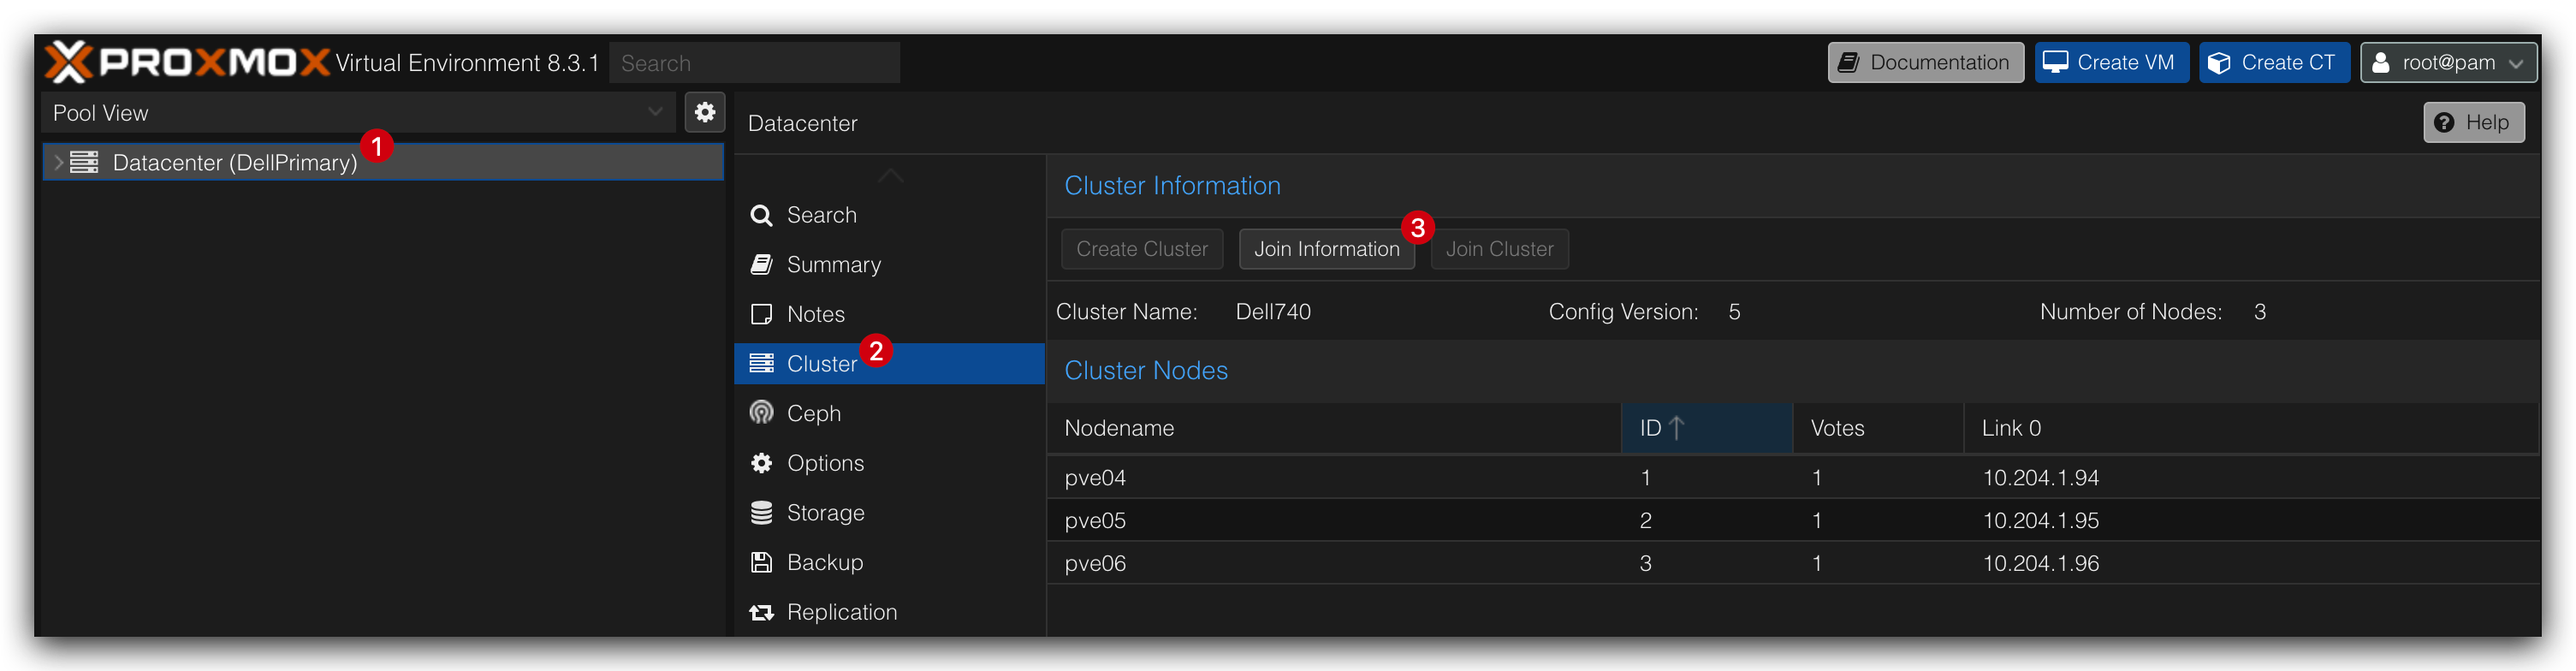 PROXMOX Virtual Environment 8.3.1 Search Documentation Create VM Create CT root@pam
Pool View
Datacenter (DellPrimary) 1
Datacenter Help
Search
Summary
Notes
Cluster 2
Ceph
Options
Storage
Backup
Replication
Cluster Information
Create Cluster Join Information 3 Join Cluster
Cluster Name: Dell740 Config Version: 5 Number of Nodes: 3
Cluster Nodes
Nodename ID Votes Link 0
pve04 1 1 10.204.1.94
pve05 2 1 10.204.1.95
pve06 3 1 10.204.1.96